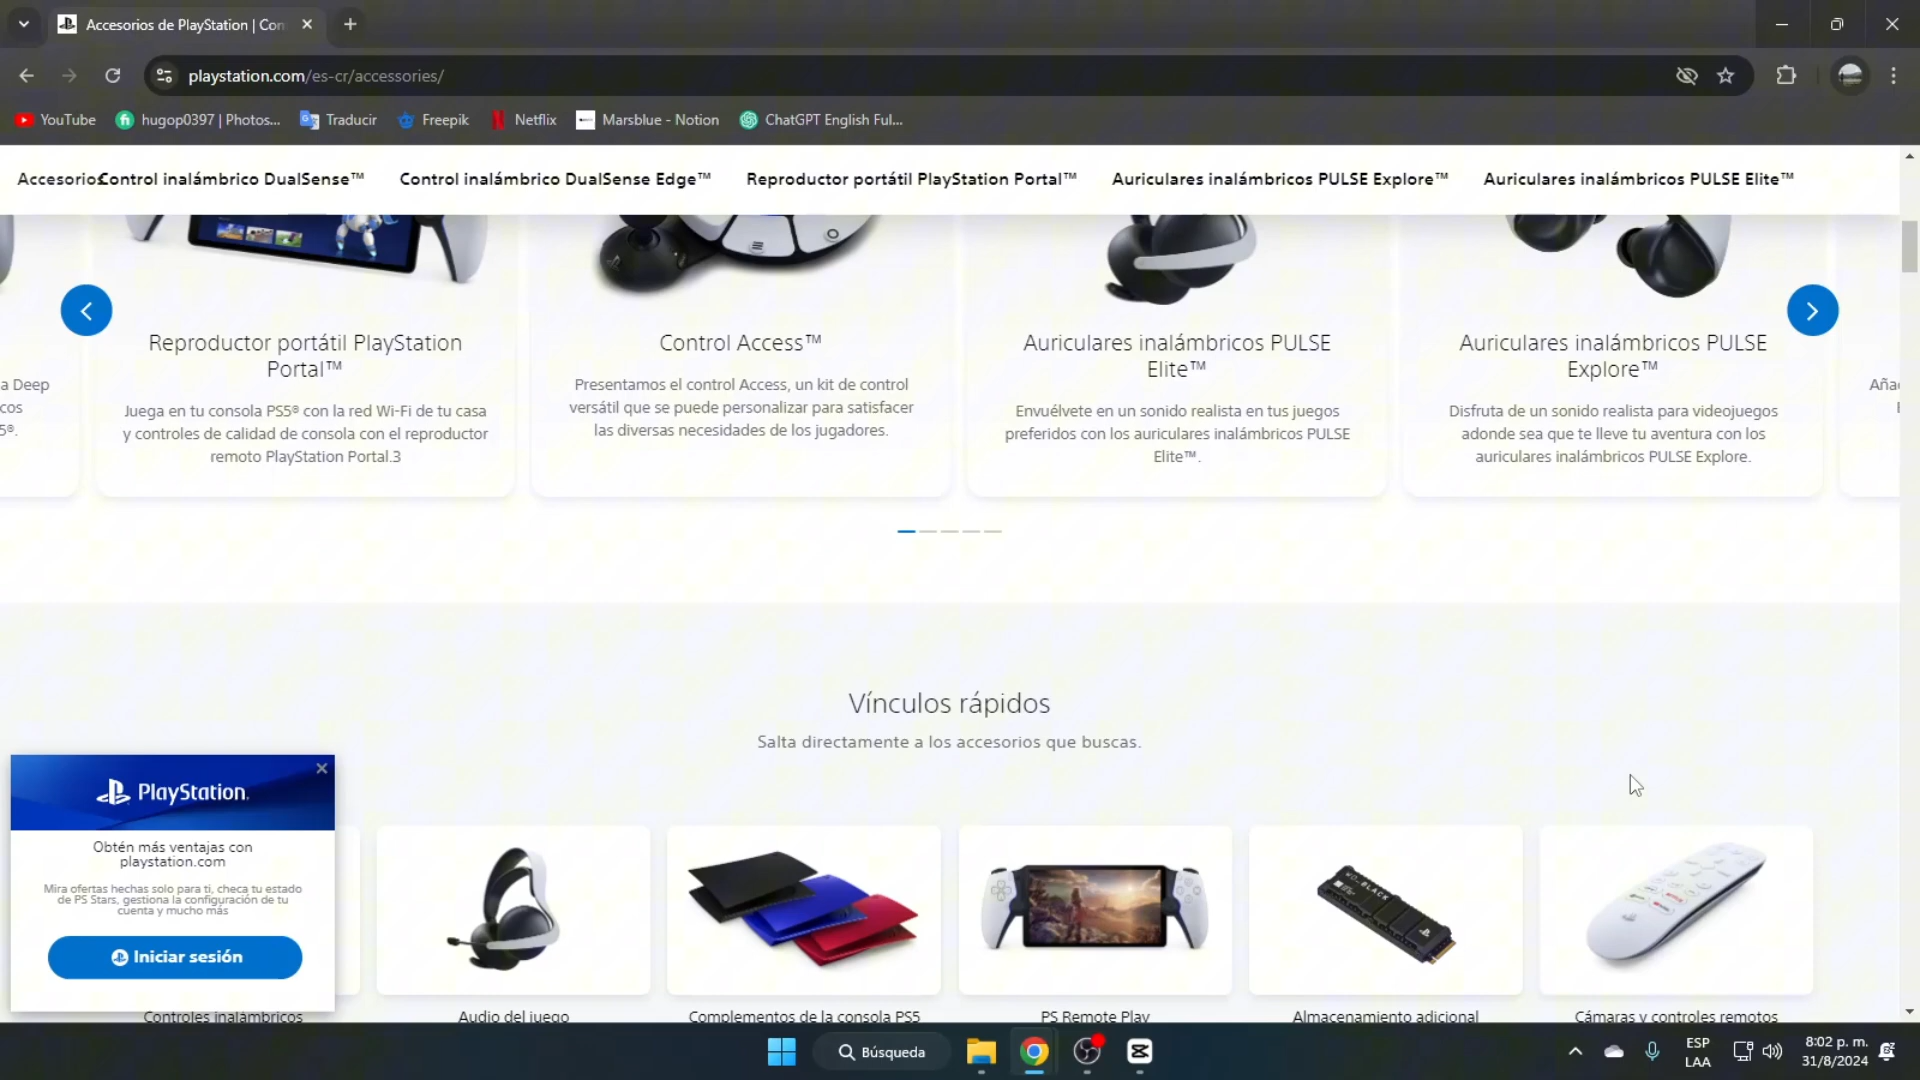 Accesorios de PlayStation | Con
playstation.com/es-cr/accessories/
YouTube
hugop0397 | Photos...
Traducir
Freepik
Netflix
Marsblue - Notion
ChatGPT English Ful...
Accesorios
Control inalámbrico DualSense™
Control inalámbrico DualSense Edge™
Reproductor portátil PlayStation Portal™
Auriculares inalámbricos PULSE Explore™
Auriculares inalámbricos PULSE Elite™
a Deep
cos
5®.
Reproductor portátil PlayStation
Portal™
Juega en tu consola PS5® con la red Wi-Fi de tu casa
y controles de calidad de consola con el reproductor
remoto PlayStation Portal.3
Control Access™
Presentamos el control Access, un kit de control
versátil que se puede personalizar para satisfacer
las diversas necesidades de los jugadores.
Auriculares inalámbricos PULSE
Elite™
Envuélvete en un sonido realista en tus juegos
preferidos con los auriculares inalámbricos PULSE
Elite™.
Auriculares inalámbricos PULSE
Explore™
Disfruta de un sonido realista para videojuegos
adonde sea que te lleve tu aventura con los
auriculares inalámbricos PULSE Explore.
Vínculos rápidos
Salta directamente a los accesorios que buscas.
PlayStation.
Obtén más ventajas con
playstation.com
Mira ofertas hechas solo para ti, checa tu estado
de PS Stars, gestiona la configuración de tu
cuenta y mucho más
Iniciar sesión
WD_BLACK
Controles inalámbricos
Audio del juego
Complementos de la consola PS5
PS Remote Play
Almacenamiento adicional
Cámaras y controles remotos
Búsqueda
ESP
LAA
8:02 p. m.
31/8/2024